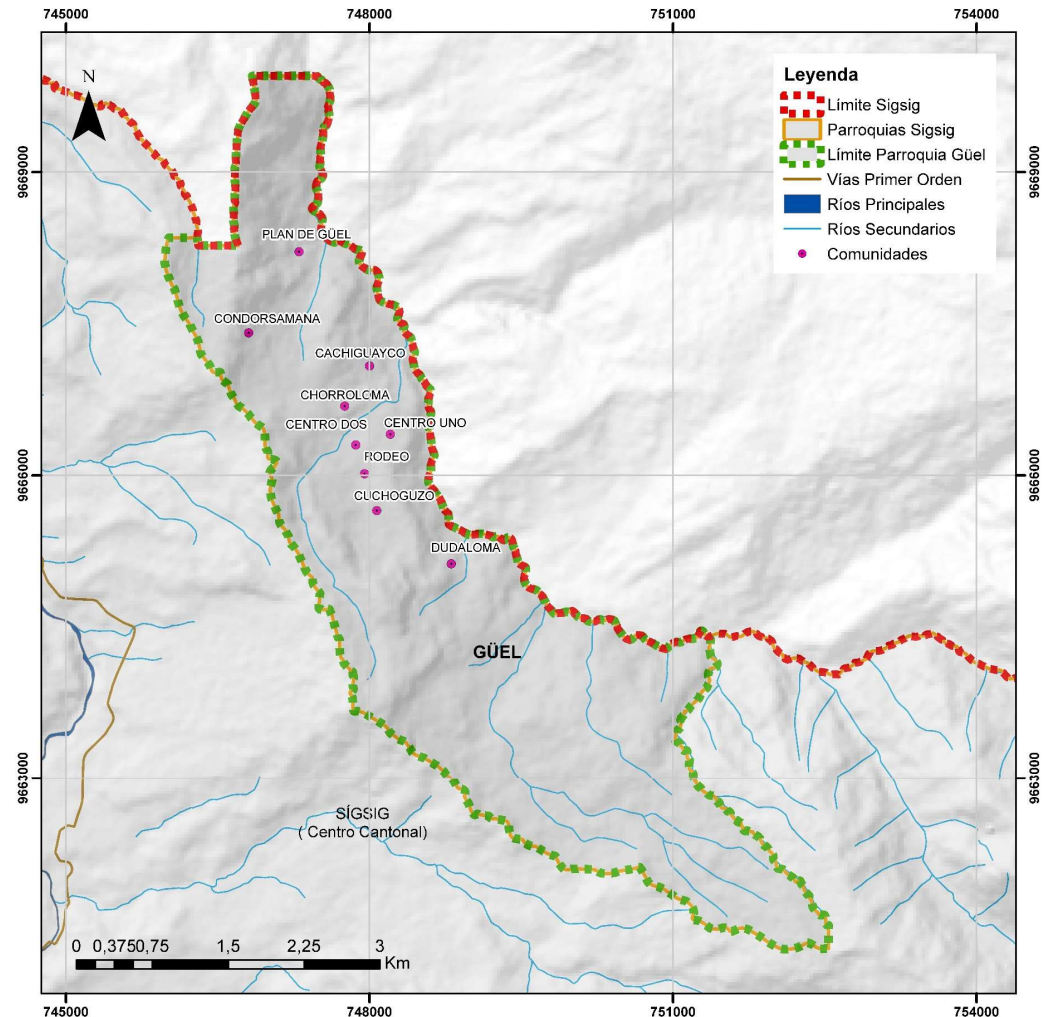 745000 748000 751000 754000
N
Leyenda
Límite Sigsig
Parroquias Sigsig
Límite Parroquia Güel
Vías Primer Orden
Ríos Principales
Ríos Secundarios
Comunidades
9669000 9669000
PLAN DE GÜEL
CONDORSAMANA
CACHIGUAYCO
CHORROLOMA
CENTRO DOS CENTRO UNO
RODEO
9666000 9666000
CUCHOGUZO
DUDALOMA
GÜEL
9663000 9663000
SÍGSIG
( Centro Cantonal)
0 0,3750,75 1,5 2,25 3
Km
745000 748000 751000 754000